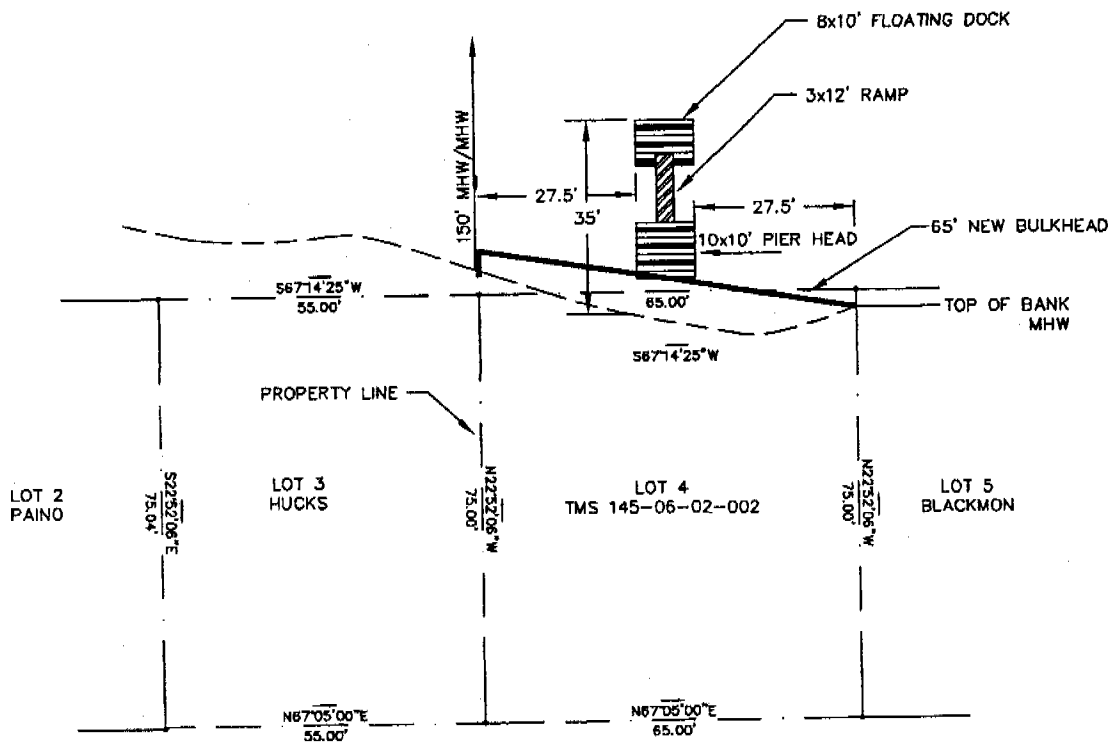 8x10' FLOATING DOCK
3x12' RAMP
150' MHW/MHW
27.5'
35'
27.5'
10x10' PIER HEAD
65' NEW BULKHEAD
S67°14'25"W
55.00'
65.00'
S67°14'25"W
TOP OF BANK
MHW
PROPERTY LINE
LOT 2
PAINO
S22°52'06"E
75.04'
LOT 3
HUCKS
N22°52'06"W
75.00'
LOT 4
TMS 145-06-02-002
N22°52'06"W
75.00'
LOT 5
BLACKMON
N67°05'00"E
55.00'
N67°05'00"E
65.00'